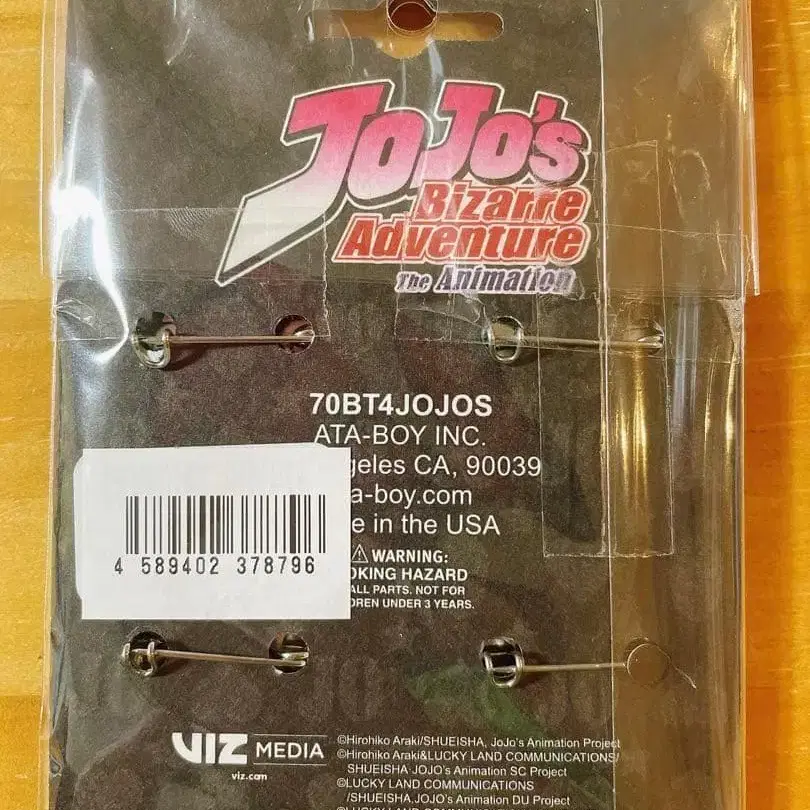 JoJo's
Bizarre
Adventure
The Animation
70BT4JOJOS
ATA-BOY INC.
geles CA, 90039
a-boy.com
e in the USA
⚠ WARNING:
OKING HAZARD
ALL PARTS. NOT FOR
DREN UNDER 3 YEARS.
4 589402 378796
VIZ MEDIA
viz.com
©Hirohiko Araki/SHUEISHA, JoJo's Animation Project
©Hirohiko Araki&LUCKY LAND COMMUNICATIONS/
SHUEISHA.JOJO's Animation SC Project
©LUCKY LAND COMMUNICATIONS
/SHUEISHA.JOJO's Animation DU Project